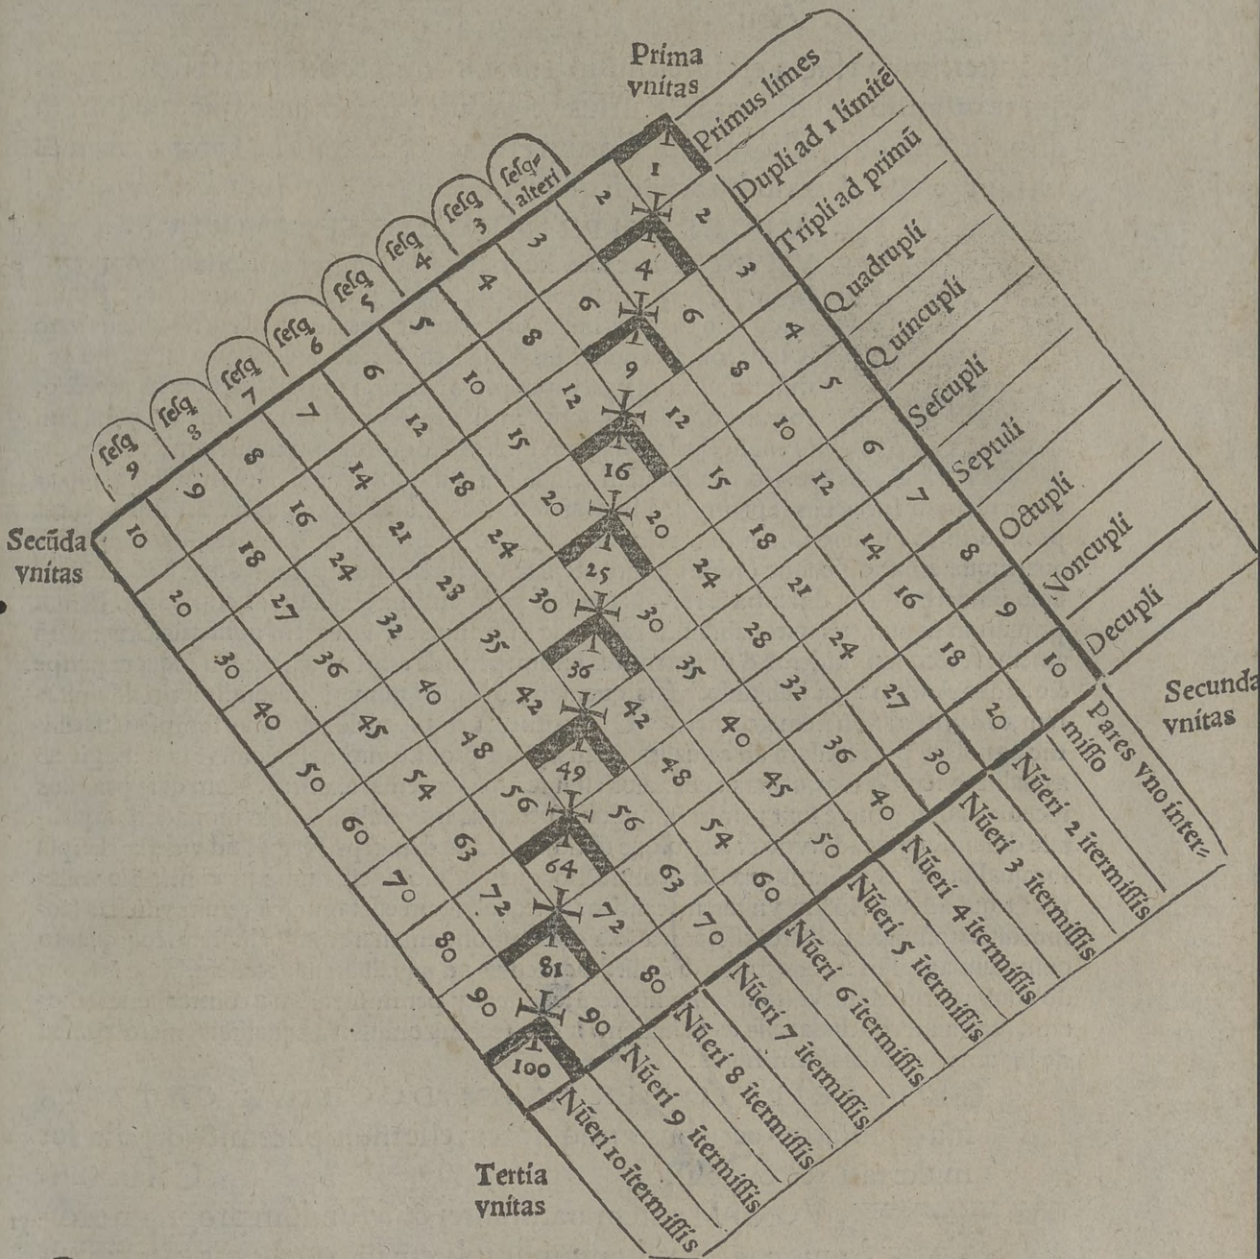 Prima
vnitas
ſeſq=
alteri
ſeſq
3
ſeſq
4
ſeſq
5
ſeſq
6
ſeſq
7
ſeſq
8
ſeſq
9
Secūda
vnitas
Primus limes
Dupli ad 1 limitē
Tripli ad primū
Quadrupli
Quincupli
Seſcupli
Septuli
Octupli
Noncupli
Decupli
1 2 3 4 5 6 7 8 9 10
2 4 6 8 10 12 14 16 18 20
3 6 9 12 15 18 21 24 27 30
4 8 12 16 20 24 23 32 36 40
5 10 15 20 25 30 35 40 45 50
6 12 18 24 30 36 42 48 54 60
7 14 21 28 35 42 49 56 63 70
8 16 24 32 40 48 56 64 72 80
9 18 27 36 45 54 63 72 81 90
10 20 30 40 50 60 70 80 90 100
Secunda
vnitas
Pares vno inter=
miſſo
Nūeri 2 itermiſſis
Nūeri 3 itermiſſis
Nūeri 4 itermiſſis
Nūeri 5 itermiſſis
Nūeri 6 itermiſſis
Nūeri 7 itermiſſis
Nūeri 8 itermiſſis
Nūeri 9 itermiſſis
Nūeri 10 itermiſſis
Tertia
vnitas